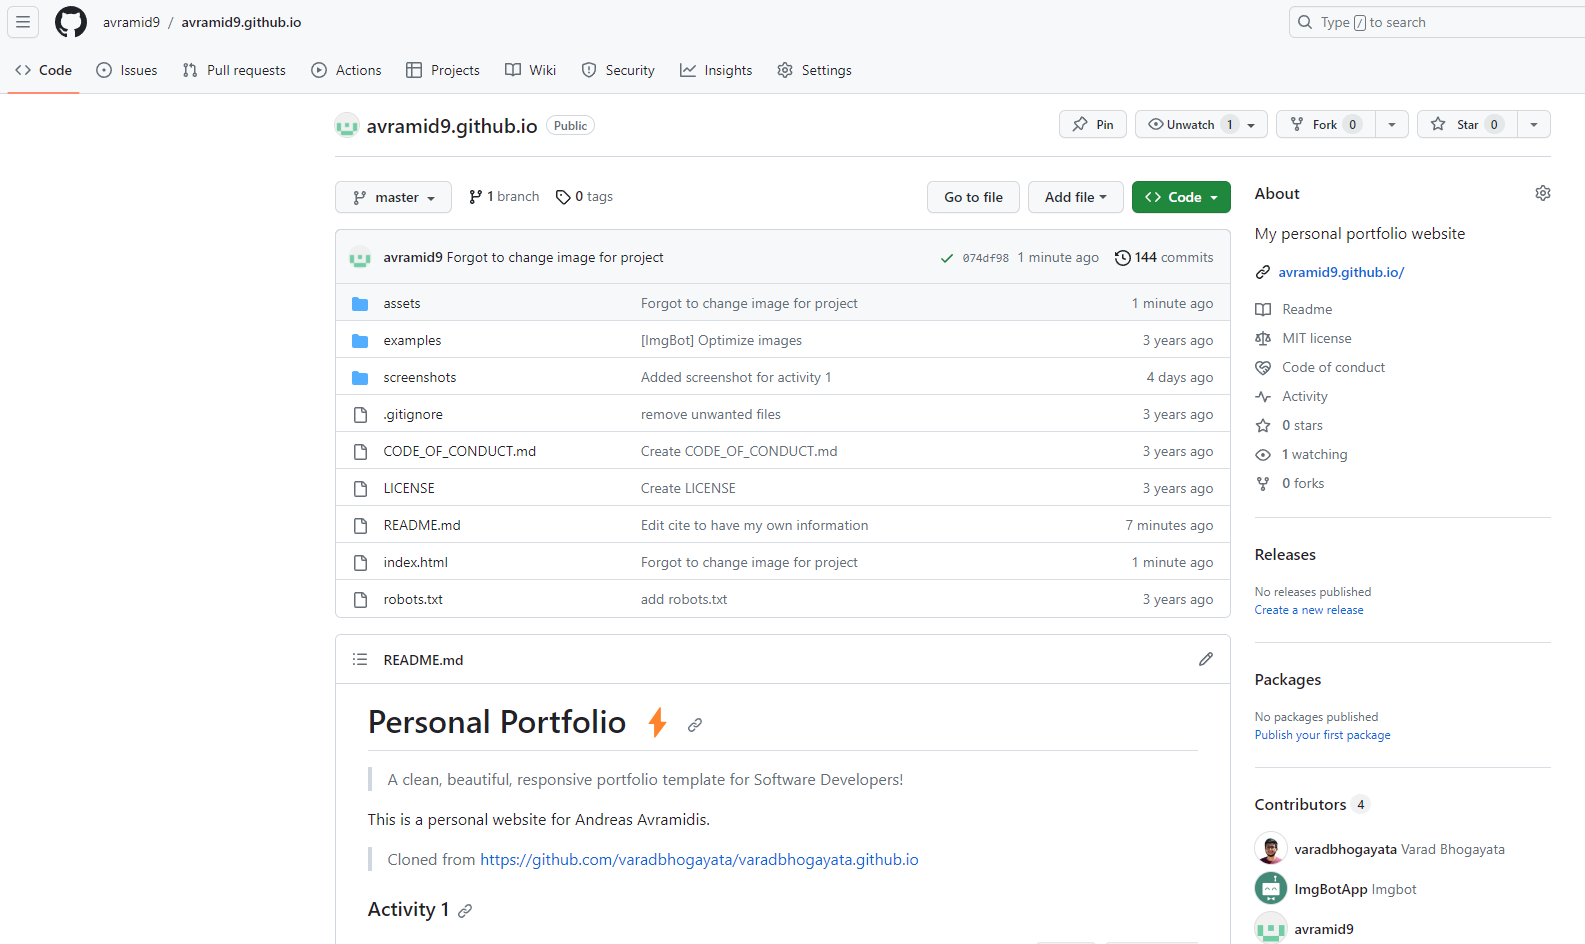 avramid9 / avramid9.github.io
Type / to search
Code Issues Pull requests Actions Projects Wiki Security Insights Settings
avramid9.github.io Public
Pin Unwatch 1 Fork 0 Star 0
master 1 branch 0 tags Go to file Add file Code
avramid9 Forgot to change image for project 074df98 1 minute ago 144 commits
assets Forgot to change image for project 1 minute ago
examples [ImgBot] Optimize images 3 years ago
screenshots Added screenshot for activity 1 4 days ago
.gitignore remove unwanted files 3 years ago
CODE_OF_CONDUCT.md Create CODE_OF_CONDUCT.md 3 years ago
LICENSE Create LICENSE 3 years ago
README.md Edit cite to have my own information 7 minutes ago
index.html Forgot to change image for project 1 minute ago
robots.txt add robots.txt 3 years ago
README.md
Personal Portfolio
A clean, beautiful, responsive portfolio template for Software Developers!
This is a personal website for Andreas Avramidis.
Cloned from https://github.com/varadbhogayata/varadbhogayata.github.io
Activity 1
About
My personal portfolio website
avramid9.github.io/
Readme
MIT license
Code of conduct
Activity
0 stars
1 watching
0 forks
Releases
No releases published
Create a new release
Packages
No packages published
Publish your first package
Contributors 4
varadbhogayata Varad Bhogayata
ImgBotApp Imgbot
avramid9